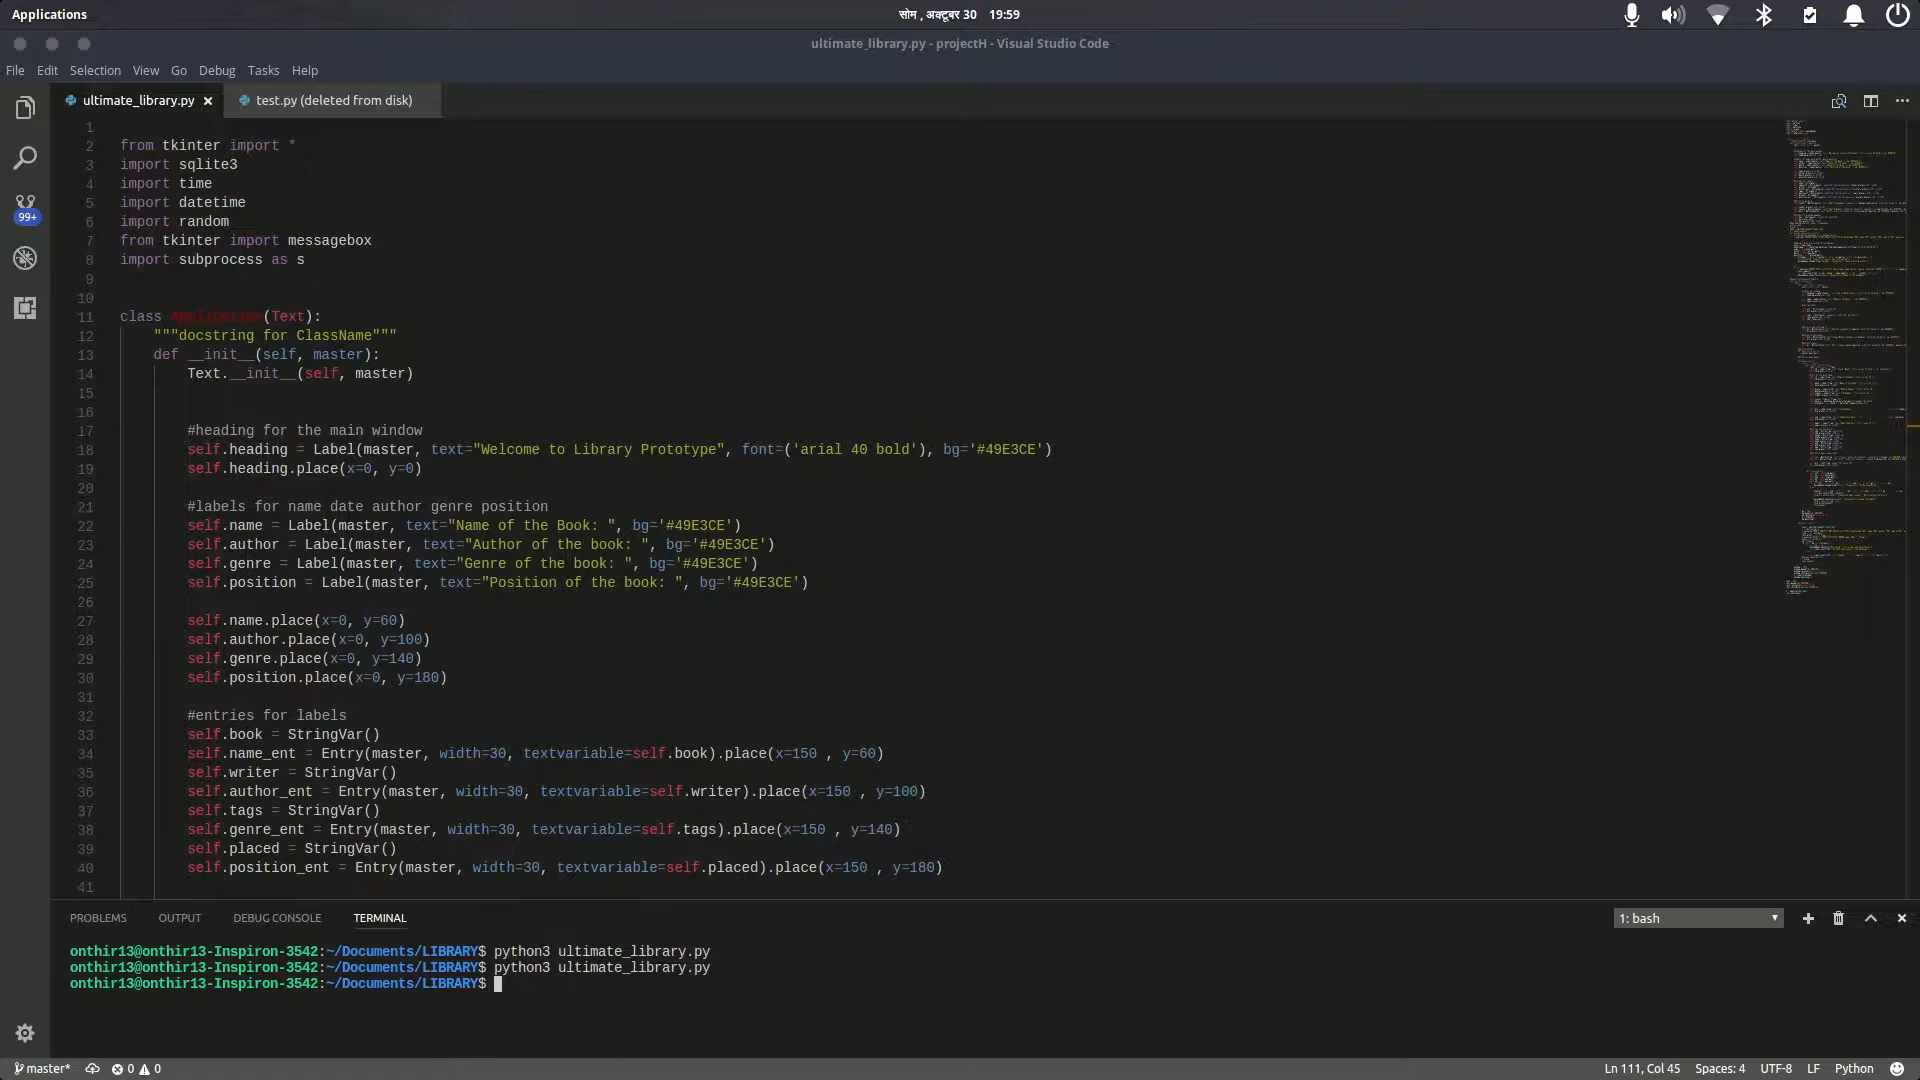 Applications
सोम , अक्टूबर 30 19:59
ultimate_library.py - projectH - Visual Studio Code
File Edit Selection View Go Debug Tasks Help
ultimate_library.py test.py (deleted from disk)
99+
1
2 from tkinter import *
3 import sqlite3
4 import time
5 import datetime
6 import random
7 from tkinter import messagebox
8 import subprocess as s
9
10
11 class Application(Text):
12 """docstring for ClassName"""
13 def __init__(self, master):
14 Text.__init__(self, master)
15
16
17 #heading for the main window
18 self.heading = Label(master, text="Welcome to Library Prototype", font=('arial 40 bold'), bg='#49E3CE')
19 self.heading.place(x=0, y=0)
20
21 #labels for name date author genre position
22 self.name = Label(master, text="Name of the Book: ", bg='#49E3CE')
23 self.author = Label(master, text="Author of the book: ", bg='#49E3CE')
24 self.genre = Label(master, text="Genre of the book: ", bg='#49E3CE')
25 self.position = Label(master, text="Position of the book: ", bg='#49E3CE')
26
27 self.name.place(x=0, y=60)
28 self.author.place(x=0, y=100)
29 self.genre.place(x=0, y=140)
30 self.position.place(x=0, y=180)
31
32 #entries for labels
33 self.book = StringVar()
34 self.name_ent = Entry(master, width=30, textvariable=self.book).place(x=150 , y=60)
35 self.writer = StringVar()
36 self.author_ent = Entry(master, width=30, textvariable=self.writer).place(x=150 , y=100)
37 self.tags = StringVar()
38 self.genre_ent = Entry(master, width=30, textvariable=self.tags).place(x=150 , y=140)
39 self.placed = StringVar()
40 self.position_ent = Entry(master, width=30, textvariable=self.placed).place(x=150 , y=180)
41
PROBLEMS OUTPUT DEBUG CONSOLE TERMINAL 1: bash
onthir13@onthir13-Inspiron-3542:~/Documents/LIBRARY$ python3 ultimate_library.py
onthir13@onthir13-Inspiron-3542:~/Documents/LIBRARY$ python3 ultimate_library.py
onthir13@onthir13-Inspiron-3542:~/Documents/LIBRARY$
master* 0 0 Ln 111, Col 45 Spaces: 4 UTF-8 LF Python